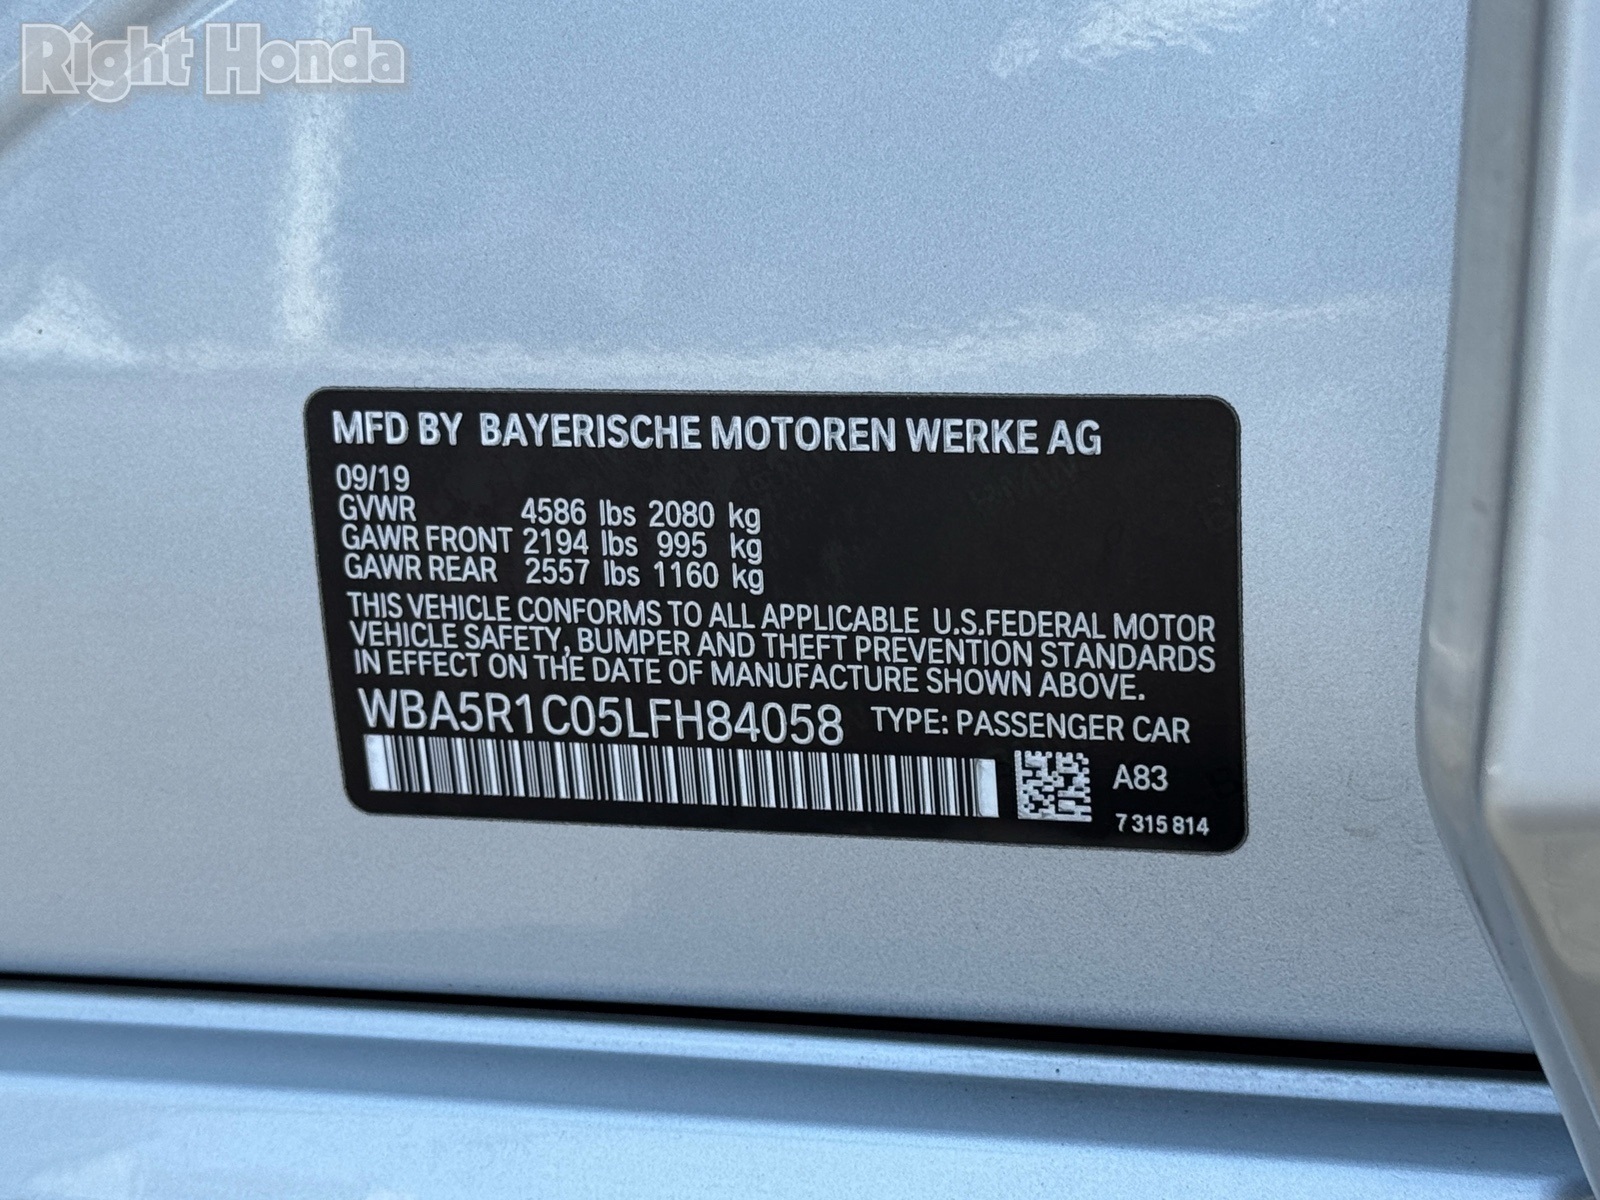 Right Honda
MFD BY BAYERISCHE MOTOREN WERKE AG
09/19
GVWR 4586 lbs 2080 kg
GAWR FRONT 2194 lbs 995 kg
GAWR REAR 2557 lbs 1160 kg
THIS VEHICLE CONFORMS TO ALL APPLICABLE U.S.FEDERAL MOTOR
VEHICLE SAFETY, BUMPER AND THEFT PREVENTION STANDARDS
IN EFFECT ON THE DATE OF MANUFACTURE SHOWN ABOVE.
WBA5R1C05LFH84058 TYPE: PASSENGER CAR
A83
7 315 814